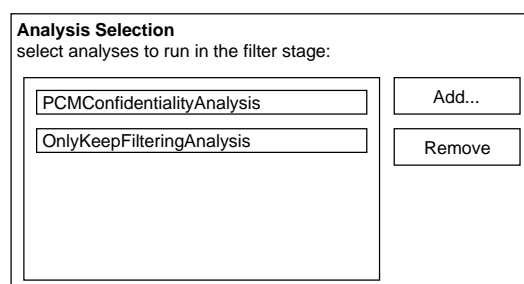 Analysis Selection
select analyses to run in the filter stage:
PCMConfidentialityAnalysis
Add...
OnlyKeepFilteringAnalysis
Remove